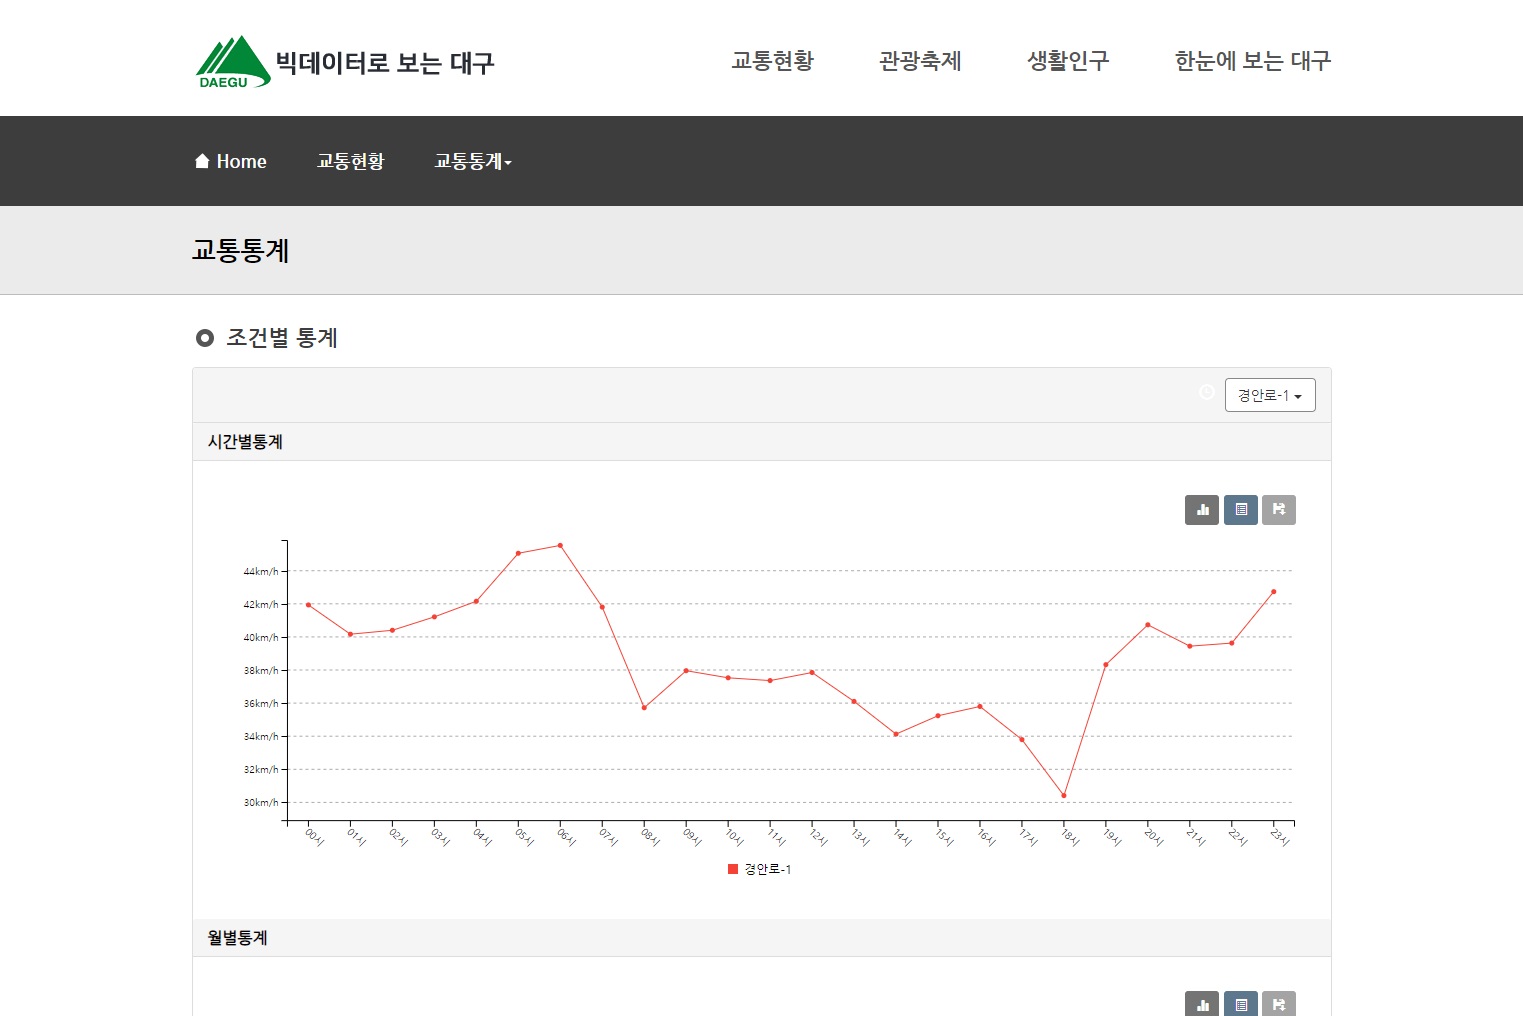 DAEGU 빅데이터로 보는 대구
교통현황 관광축제 생활인구 한눈에 보는 대구
Home 교통현황 교통통계
교통통계
조건별 통계
경안로-1
시간별통계
44km/h
42km/h
40km/h
38km/h
36km/h
34km/h
32km/h
30km/h
00시 01시 02시 03시 04시 05시 06시 07시 08시 09시 10시 11시 12시 13시 14시 15시 16시 17시 18시 19시 20시 21시 22시 23시
경안로-1
월별통계